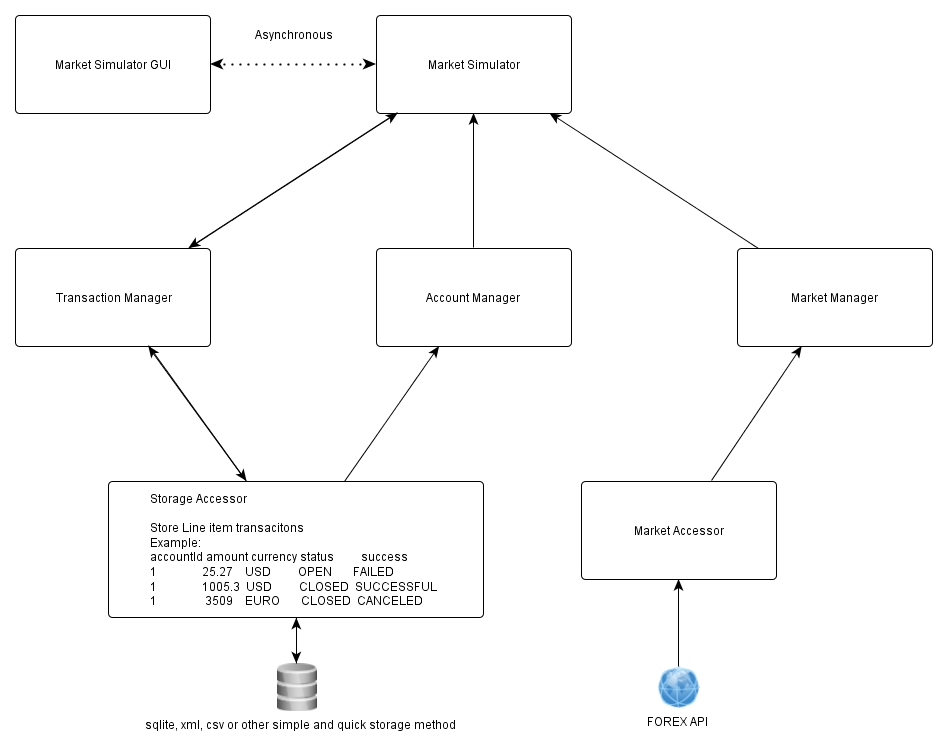 Asynchronous
Market Simulator GUI
Market Simulator
Transaction Manager
Account Manager
Market Manager
Storage Accessor
Store Line item transacitons
Example:
accountId amount currency status success
1 25.27 USD OPEN FAILED
1 1005.3 USD CLOSED SUCCESSFUL
1 3509 EURO CLOSED CANCELED
Market Accessor
sqlite, xml, csv or other simple and quick storage method
FOREX API